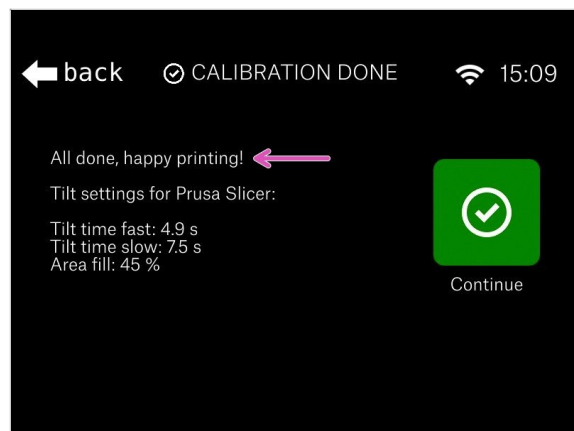 back CALIBRATION DONE 15:09
All done, happy printing!
Tilt settings for Prusa Slicer:
Tilt time fast: 4.9 s
Tilt time slow: 7.5 s
Area fill: 45 %
Continue